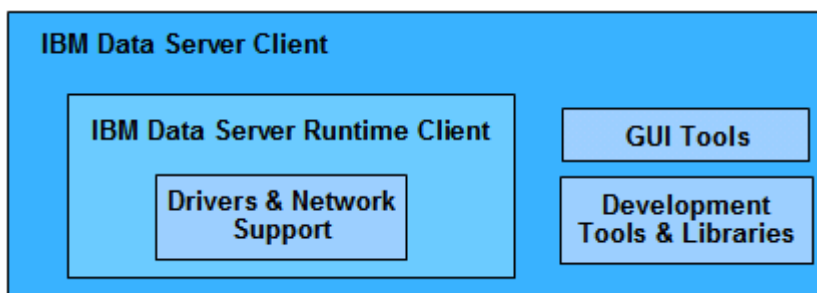 IBM Data Server Client
IBM Data Server Runtime Client
Drivers & Network
Support
GUI Tools
Development
Tools & Libraries